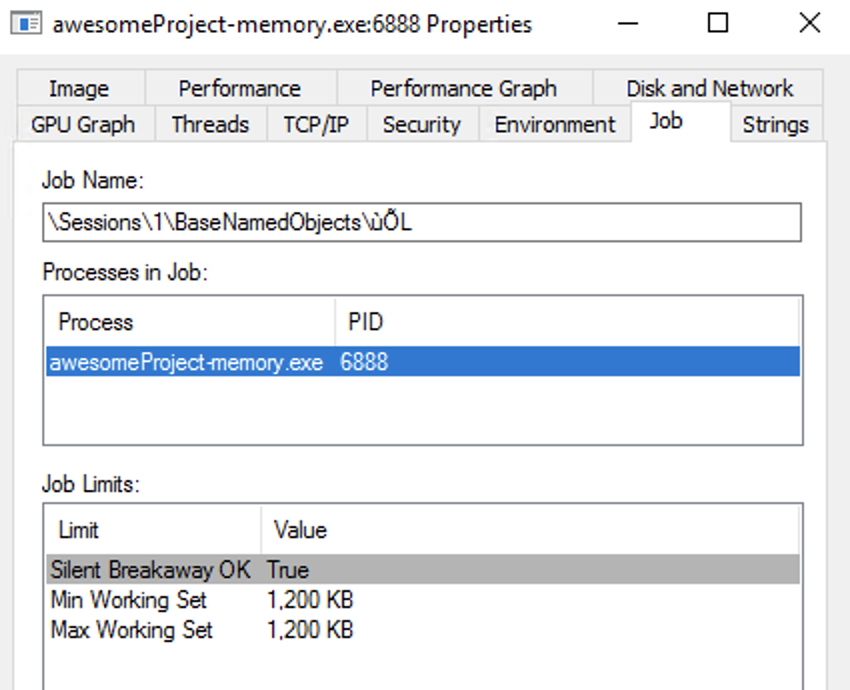 awesomeProject-memory.exe:6888 Properties
Image Performance Performance Graph Disk and Network
GPU Graph Threads TCP/IP Security Environment Job Strings
Job Name:
\Sessions\1\BaseNamedObjects\ùÕL
Processes in Job:
Process PID
awesomeProject-memory.exe 6888
Job Limits:
Limit Value
Silent Breakaway OK True
Min Working Set 1,200 KB
Max Working Set 1,200 KB